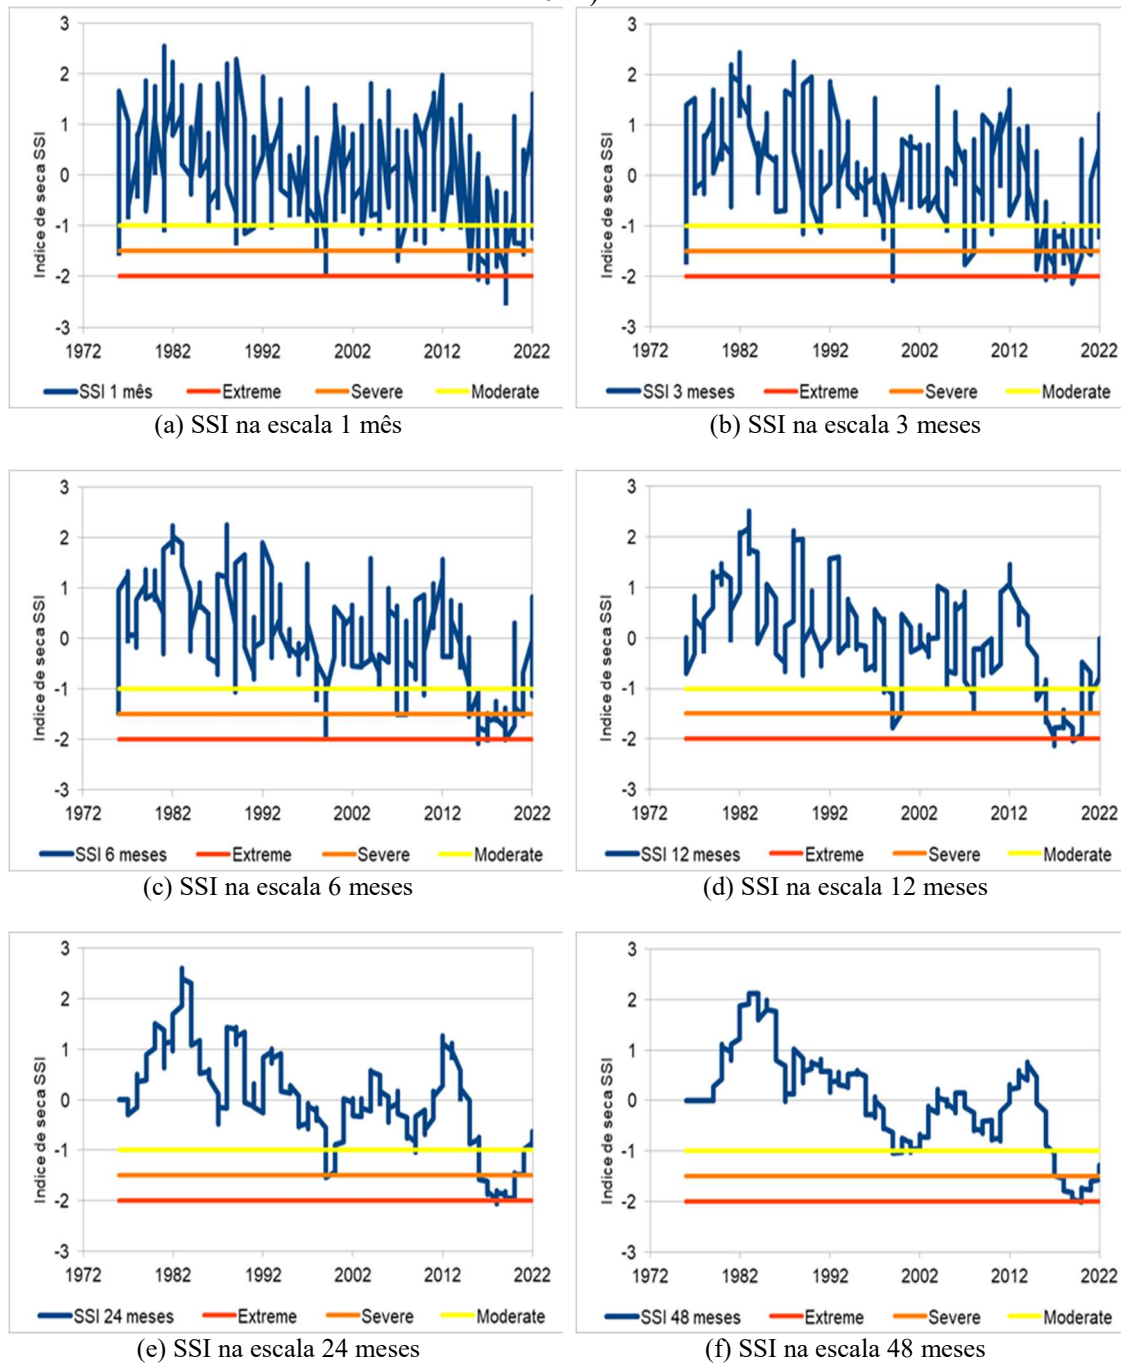 3
2
1
0
-1
-2
-3
Indice de seca SSI
1972 1982 1992 2002 2012 2022
SSI 1 mês Extreme Severe Moderate
(a) SSI na escala 1 mês
3
2
1
0
-1
-2
-3
Indice de seca SSI
1972 1982 1992 2002 2012 2022
SSI 3 meses Extreme Severe Moderate
(b) SSI na escala 3 meses
3
2
1
0
-1
-2
-3
Indice de seca SSI
1972 1982 1992 2002 2012 2022
SSI 6 meses Extreme Severe Moderate
(c) SSI na escala 6 meses
3
2
1
0
-1
-2
-3
Indice de seca SSI
1972 1982 1992 2002 2012 2022
SSI 12 meses Extreme Severe Moderate
(d) SSI na escala 12 meses
3
2
1
0
-1
-2
-3
Indice de seca SSI
1972 1982 1992 2002 2012 2022
SSI 24 meses Extreme Severe Moderate
(e) SSI na escala 24 meses
3
2
1
0
-1
-2
-3
Indice de seca SSI
1972 1982 1992 2002 2012 2022
SSI 48 meses Extreme Severe Moderate
(f) SSI na escala 48 meses